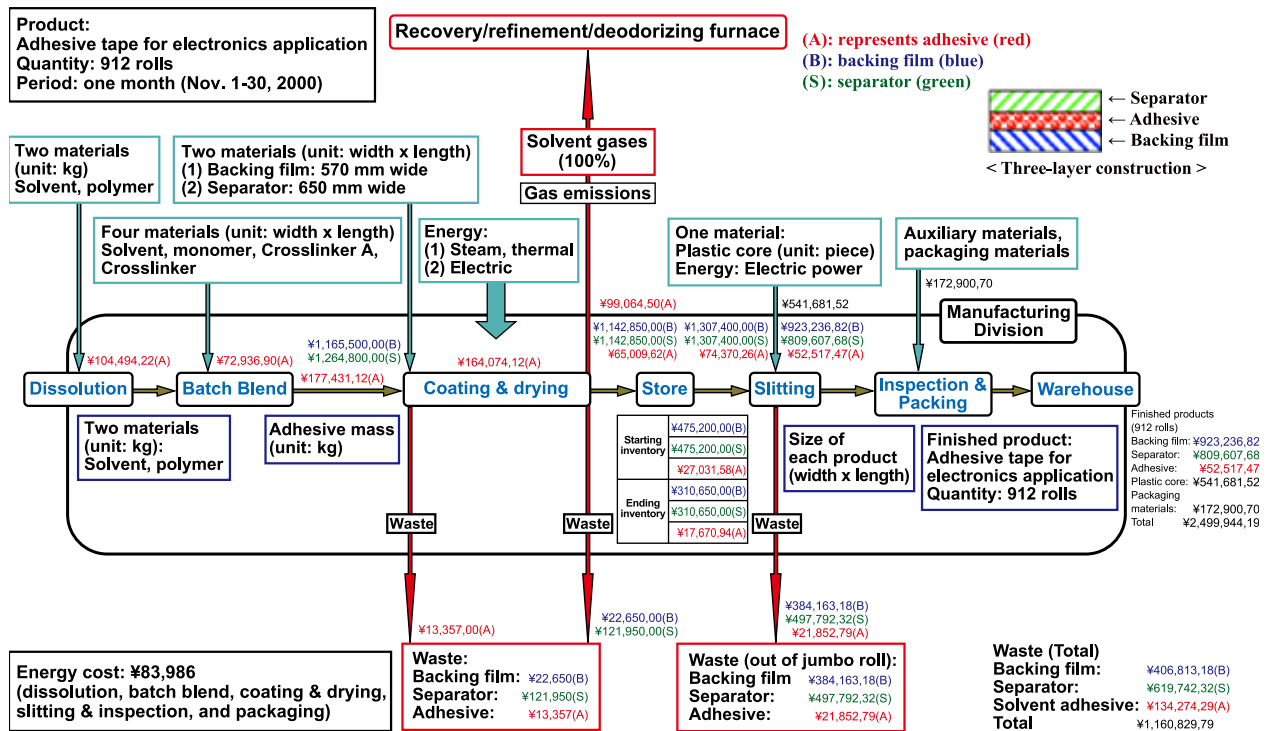 Product:
Adhesive tape for electronics application
Quantity: 912 rolls
Period: one month (Nov. 1-30, 2000)
Recovery/refinement/deodorizing furnace
(A): represents adhesive (red)
(B): backing film (blue)
(S): separator (green)
← Separator
← Adhesive
← Backing film
< Three-layer construction >
Two materials
(unit: kg)
Solvent, polymer
Two materials (unit: width x length)
(1) Backing film: 570 mm wide
(2) Separator: 650 mm wide
Solvent gases
(100%)
Gas emissions
Four materials (unit: width x length)
Solvent, monomer, Crosslinker A,
Crosslinker
Energy:
(1) Steam, thermal
(2) Electric
One material:
Plastic core (unit: piece)
Energy: Electric power
Auxiliary materials,
packaging materials
¥172,900,70
¥99,064,50(A)
¥541,681,52
Manufacturing
Division
¥104,494,22(A)
¥72,936,90(A)
¥1,165,500,00(B)
¥1,264,800,00(S)
¥177,431,12(A)
¥164,074,12(A)
¥1,142,850,00(B)
¥1,142,850,00(S)
¥65,009,62(A)
¥1,307,400,00(B)
¥1,307,400,00(S)
¥74,370,26(A)
¥923,236,82(B)
¥809,607,68(S)
¥52,517,47(A)
Dissolution
Batch Blend
Coating & drying
Store
Slitting
Inspection &
Packing
Warehouse
Two materials
(unit: kg):
Solvent, polymer
Adhesive mass
(unit: kg)
Starting
inventory
¥475,200,00(B)
¥475,200,00(S)
¥27,031,58(A)
Ending
inventory
¥310,650,00(B)
¥310,650,00(S)
¥17,670,94(A)
Size of
each product
(width x length)
Finished product:
Adhesive tape for
electronics application
Quantity: 912 rolls
Finished products
(912 rolls)
Backing film: ¥923,236,82
Separator: ¥809,607,68
Adhesive: ¥52,517,47
Plastic core: ¥541,681,52
Packaging
materials: ¥172,900,70
Total ¥2,499,944,19
Waste
Waste
Waste
¥13,357,00(A)
¥22,650,00(B)
¥121,950,00(S)
¥384,163,18(B)
¥497,792,32(S)
¥21,852,79(A)
Energy cost: ¥83,986
(dissolution, batch blend, coating & drying,
slitting & inspection, and packaging)
Waste:
Backing film: ¥22,650(B)
Separator: ¥121,950(S)
Adhesive: ¥13,357(A)
Waste (out of jumbo roll):
Backing film ¥384,163,18(B)
Separator: ¥497,792,32(S)
Adhesive: ¥21,852,79(A)
Waste (Total)
Backing film: ¥406,813,18(B)
Separator: ¥619,742,32(S)
Solvent adhesive: ¥134,274,29(A)
Total ¥1,160,829,79